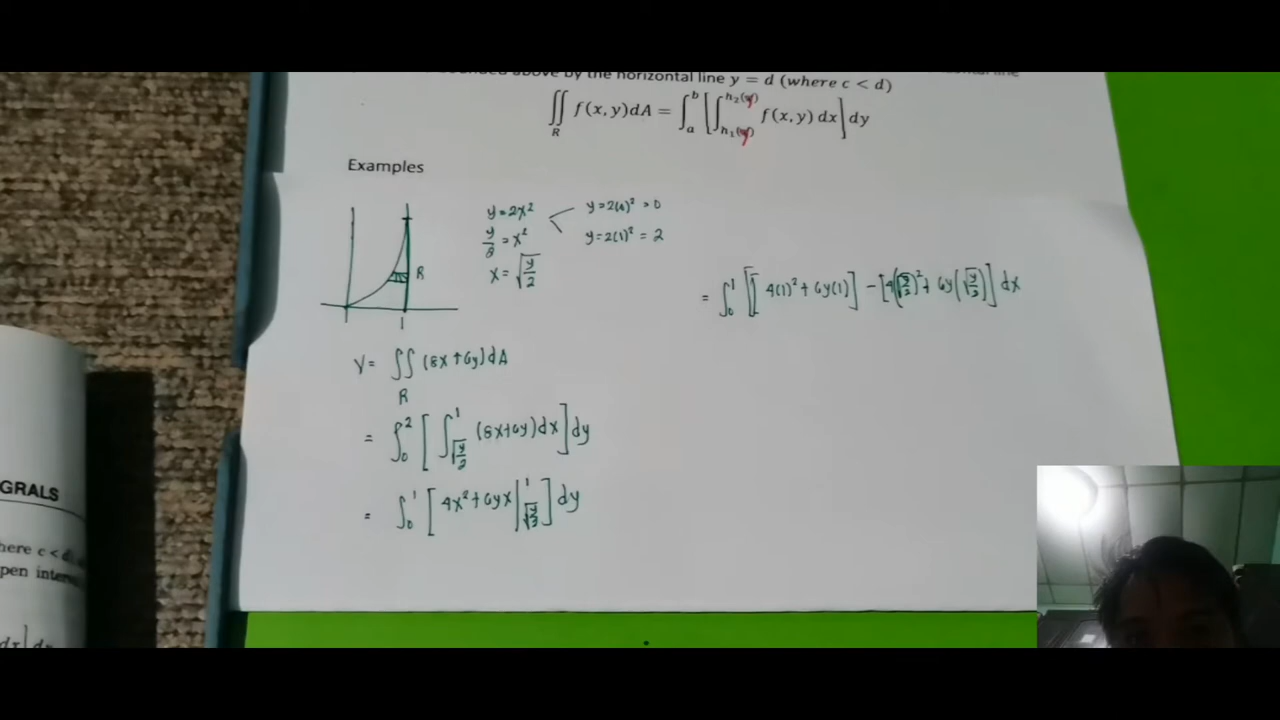 bounded above by the horizontal line y = d (where c < d)
∬_R f(x, y)dA = ∫_a^b [∫_{h₁(y)}^{h₂(y)} f(x, y) dx] dy
Examples
R
1
y = 2x²
y/2 = x²
x = √(y/2)
y = 2(0)² = 0
y = 2(1)² = 2
V = ∬_R (8x + 6y) dA
= ∫_0^2 [∫_{√(y/2)}^1 (8x + 6y) dx] dy
= ∫_0^1 [4x² + 6yx |_{√(y/2)}^1] dy
= ∫_0^1 [[4(1)² + 6y(1)] - [4(√(y/2))² + 6y(√(y/2))]] dx
GRALS
here c < d
pen interv